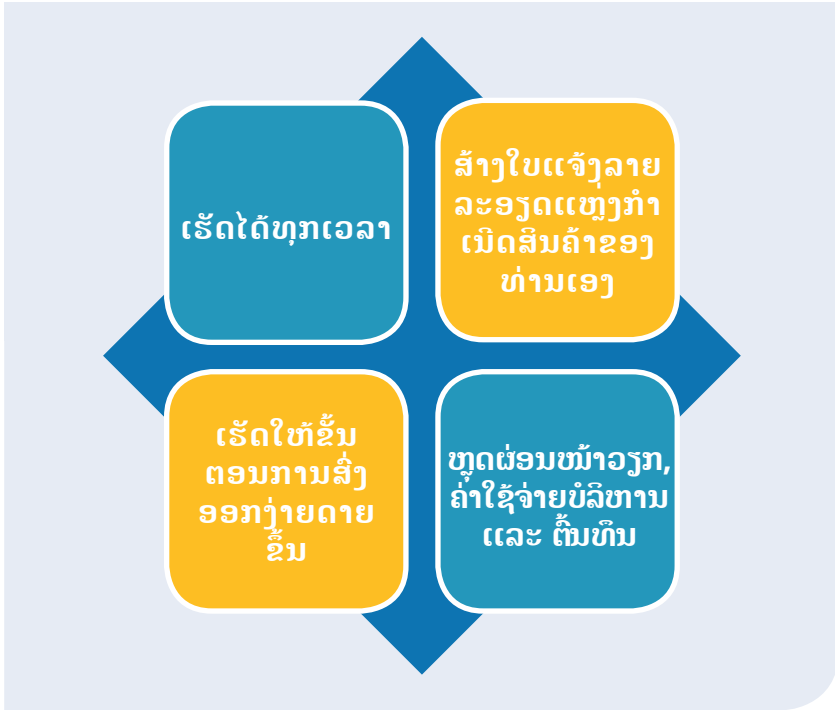 ເຮັດໄດ້ທຸກເວລາ
ສ້າງໃບແຈ້ງລາຍ
ລະອຽດແຫຼ່ງກຳ
ເນີດສິນຄ້າຂອງ
ທ່ານເອງ
ເຮັດໃຫ້ຂັ້ນ
ຕອນການສົ່ງ
ອອກງ່າຍດາຍ
ຂຶ້ນ
ຫຼຸດຜ່ອນໜ້າວຽກ,
ຄ່າໃຊ້ຈ່າຍບໍລິຫານ
ແລະ ຕົ້ນທຶນ